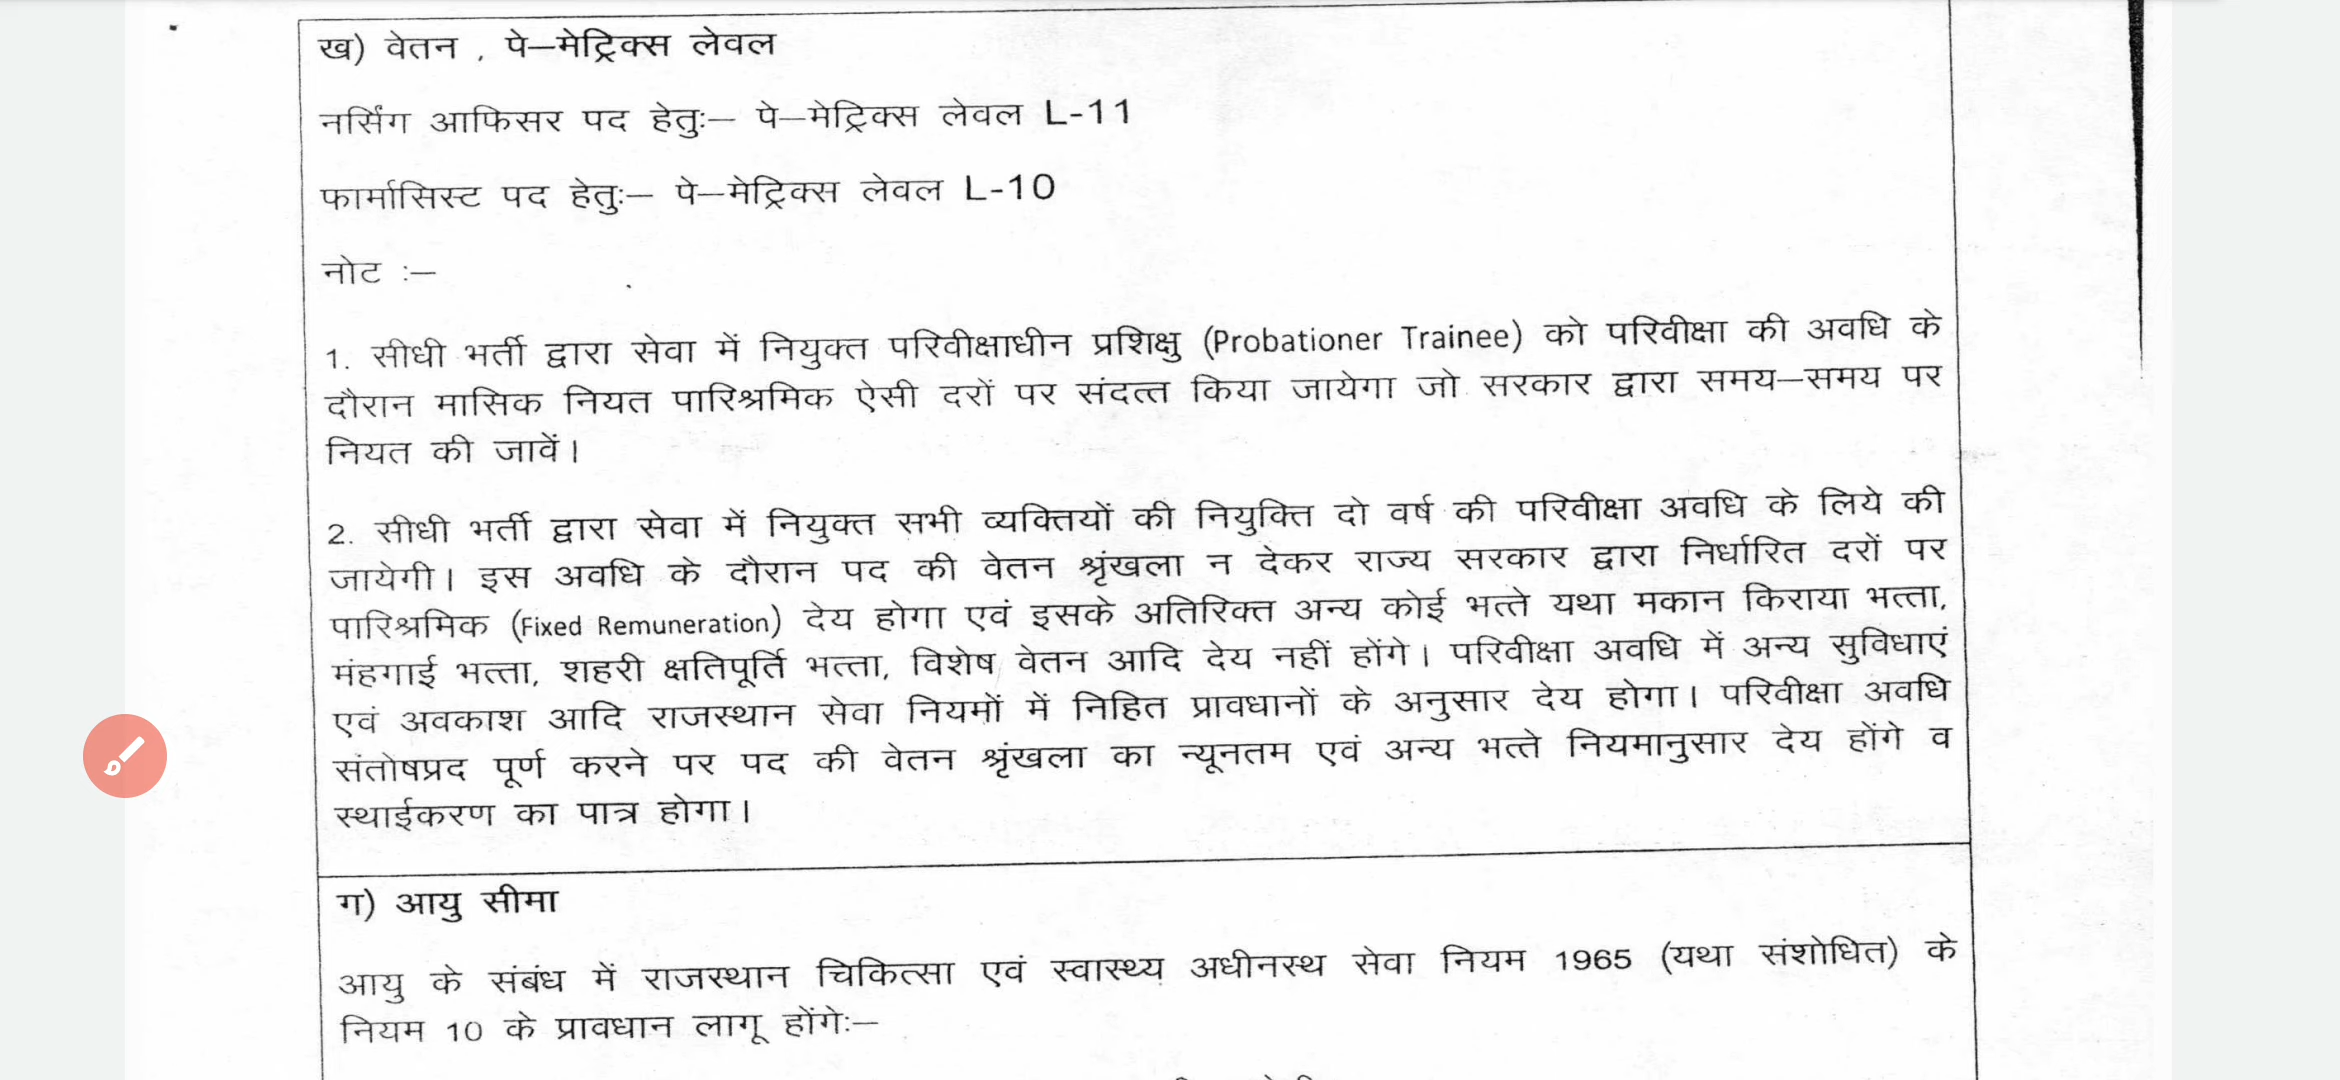 ख) वेतन , पे–मेट्रिक्स लेवल
नर्सिंग आफिसर पद हेतुः– पे–मेट्रिक्स लेवल L-11
फार्मासिस्ट पद हेतुः– पे–मेट्रिक्स लेवल L-10
नोट :–
1. सीधी भर्ती द्वारा सेवा में नियुक्त परिवीक्षाधीन प्रशिक्षु (Probationer Trainee) को परिवीक्षा की अवधि के
दौरान मासिक नियत पारिश्रमिक ऐसी दरों पर संदत्त किया जायेगा जो सरकार द्वारा समय–समय पर
नियत की जावें।
2. सीधी भर्ती द्वारा सेवा में नियुक्त सभी व्यक्तियों की नियुक्ति दो वर्ष की परिवीक्षा अवधि के लिये की
जायेगी। इस अवधि के दौरान पद की वेतन श्रृंखला न देकर राज्य सरकार द्वारा निर्धारित दरों पर
पारिश्रमिक (Fixed Remuneration) देय होगा एवं इसके अतिरिक्त अन्य कोई भत्ते यथा मकान किराया भत्ता,
मंहगाई भत्ता, शहरी क्षतिपूर्ति भत्ता, विशेष वेतन आदि देय नहीं होंगे। परिवीक्षा अवधि में अन्य सुविधाएं
एवं अवकाश आदि राजस्थान सेवा नियमों में निहित प्रावधानों के अनुसार देय होगा। परिवीक्षा अवधि
संतोषप्रद पूर्ण करने पर पद की वेतन श्रृंखला का न्यूनतम एवं अन्य भत्ते नियमानुसार देय होंगे व
स्थाईकरण का पात्र होगा।
ग) आयु सीमा
आयु के संबंध में राजस्थान चिकित्सा एवं स्वास्थ्य अधीनस्थ सेवा नियम 1965 (यथा संशोधित) के
नियम 10 के प्रावधान लागू होंगेः–